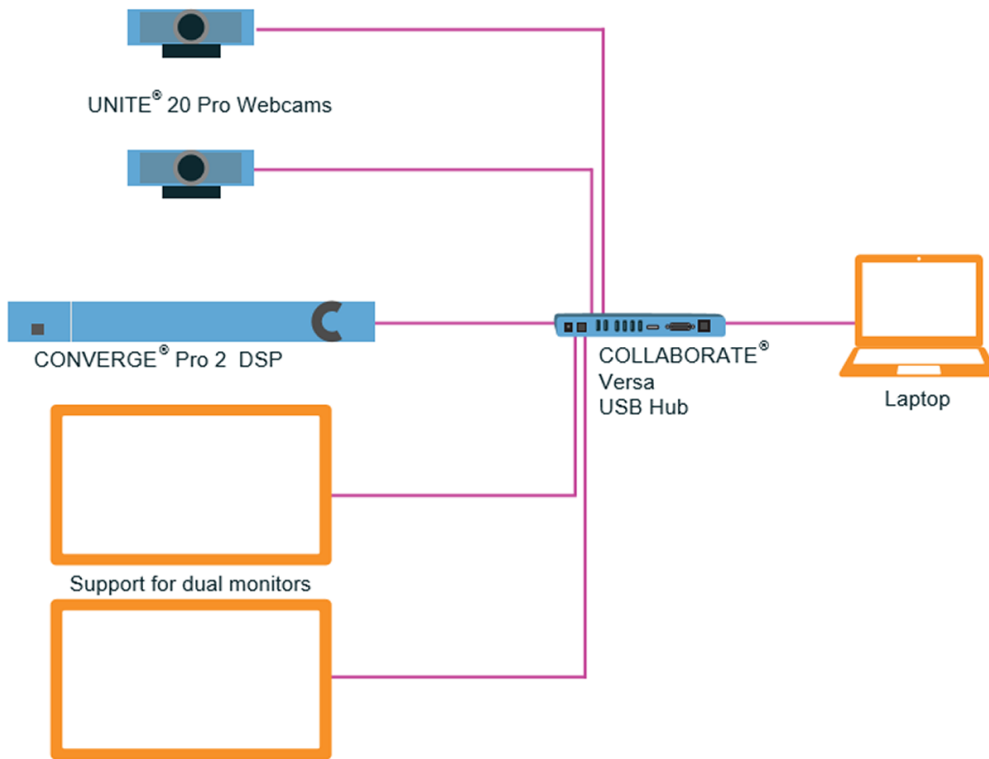 UNITE® 20 Pro Webcams
CONVERGE® Pro 2 DSP
COLLABORATE®
Versa
USB Hub
Laptop
Support for dual monitors